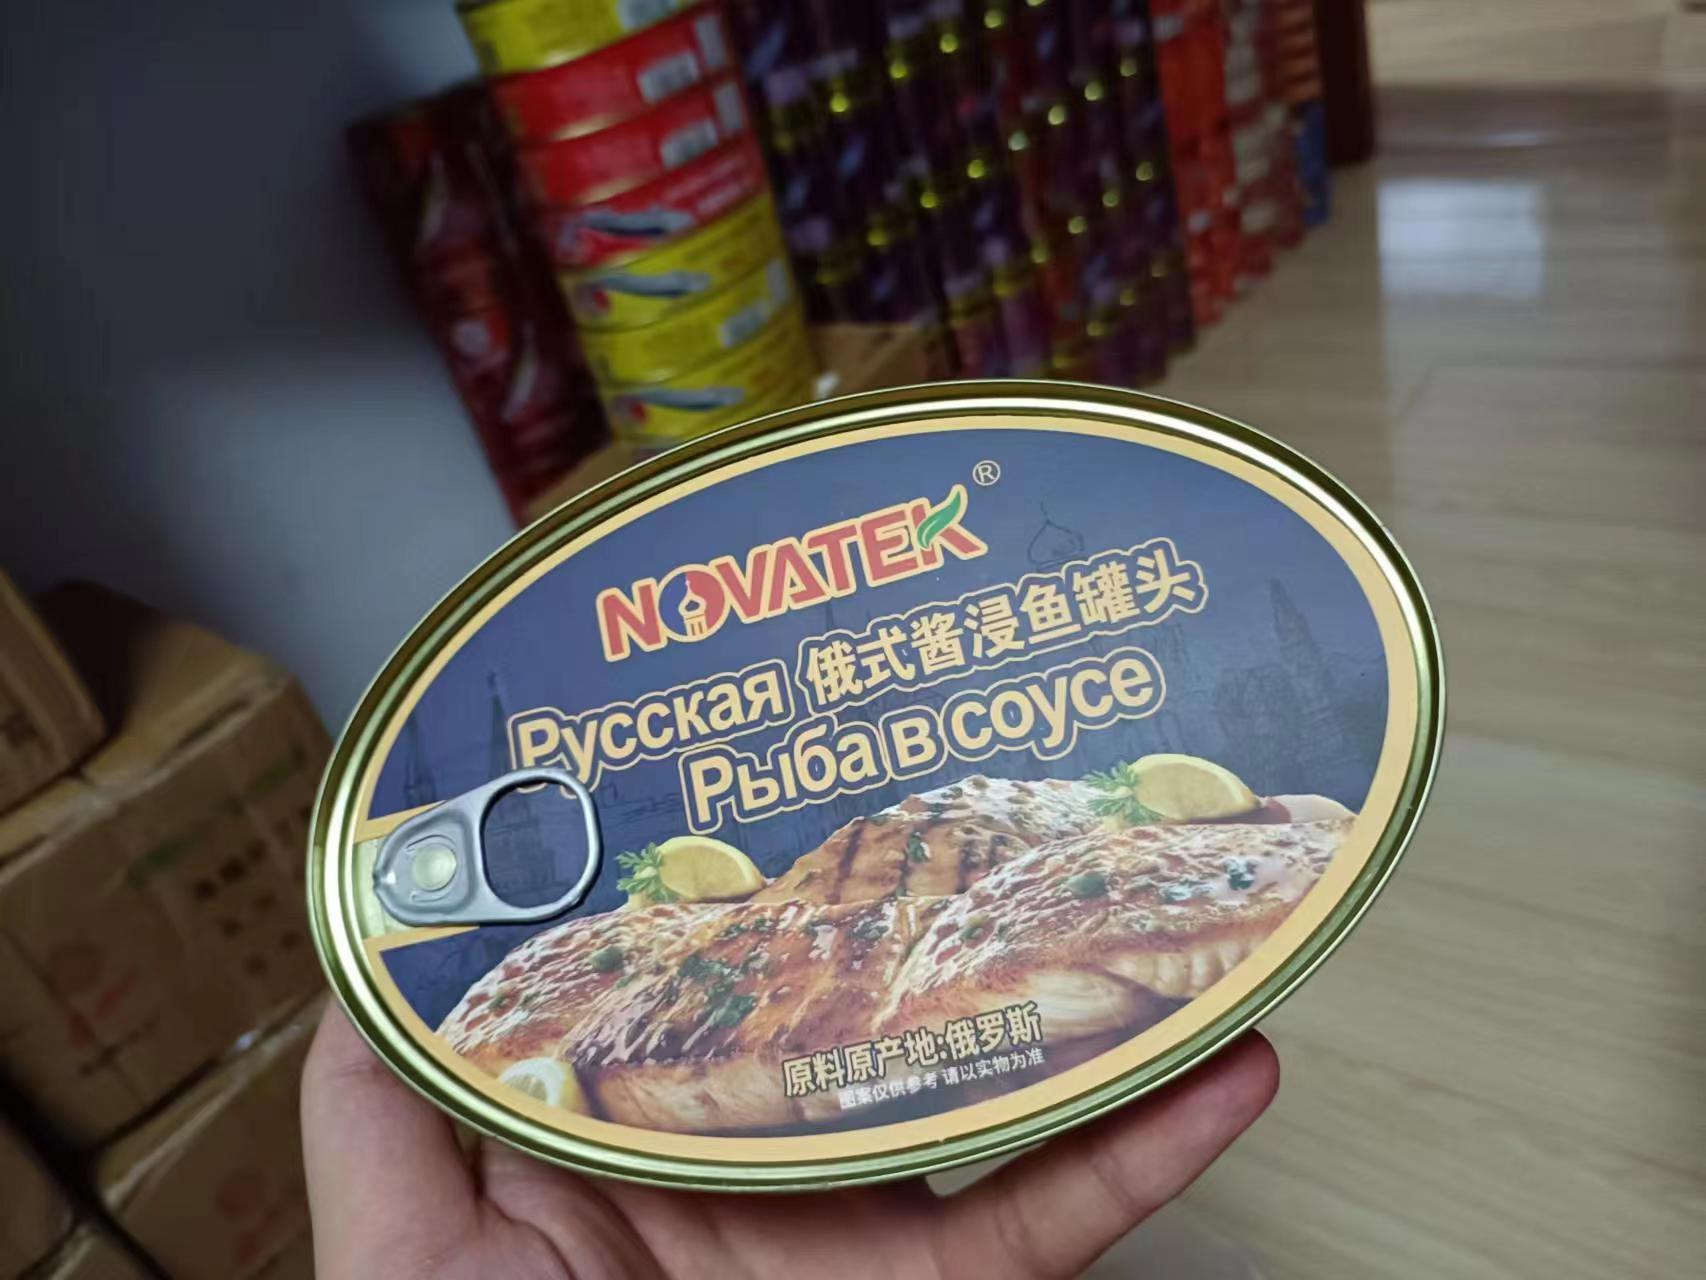 NOVATEK®
Русская 俄式酱浸鱼罐头
Рыба в соусе
原料原产地:俄罗斯
图案仅供参考 请以实物为准